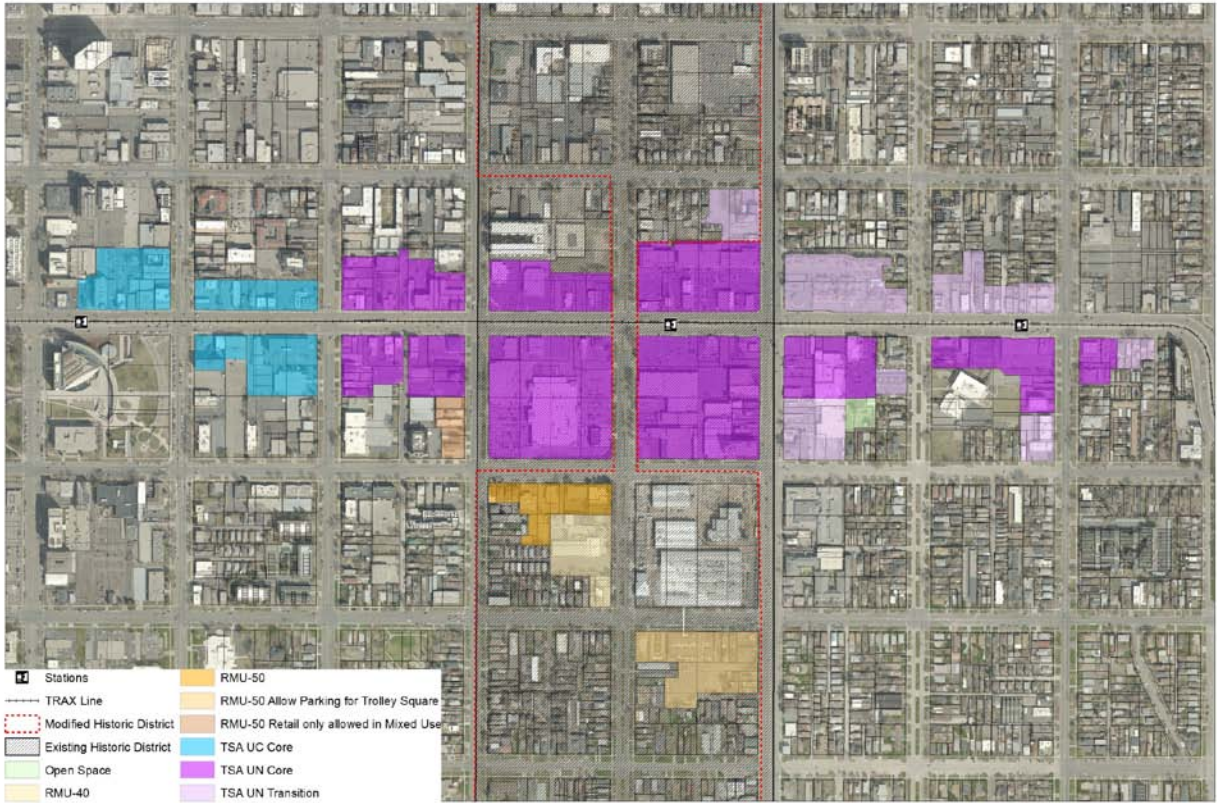 Stations
TRAX Line
Modified Historic District
Existing Historic District
Open Space
RMU-40
RMU-50
RMU-50 Allow Parking for Trolley Square
RMU-50 Retail only allowed in Mixed Use
TSA UC Core
TSA UN Core
TSA UN Transition